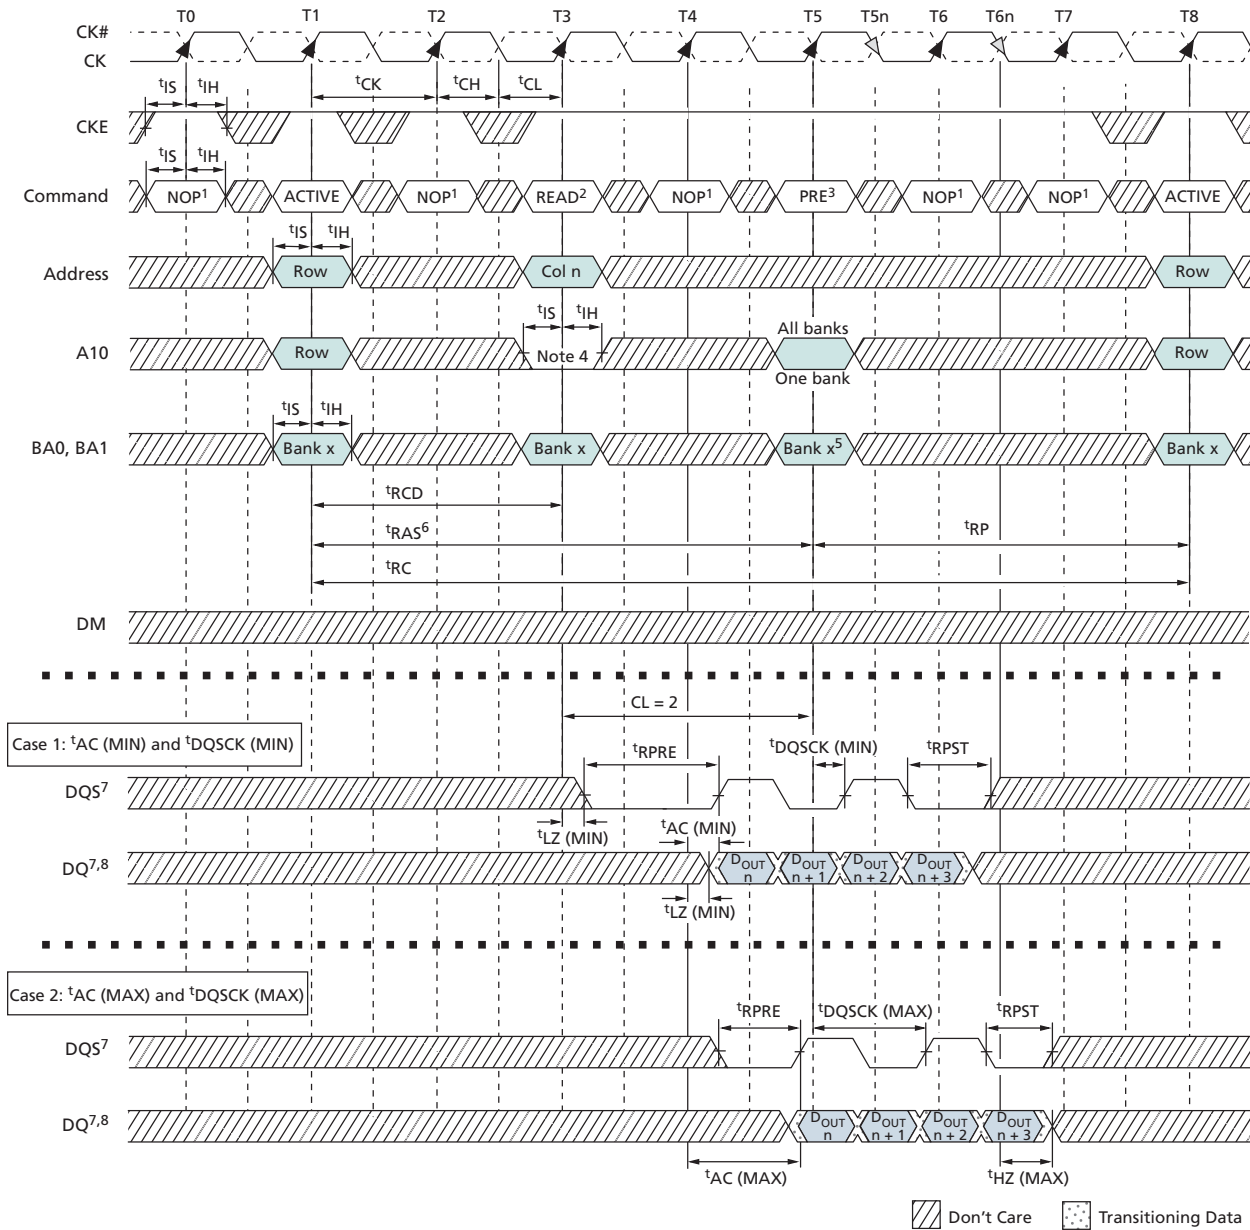 T0 T1 T2 T3 T4 T5 T5n T6 T6n T7 T8
CK#
CK
tIS tIH tCK tCH tCL
CKE
tIS tIH
Command NOP1 ACTIVE NOP1 READ2 NOP1 PRE3 NOP1 NOP1 ACTIVE
tIS tIH
Address Row Col n Row
tIS tIH
All banks
A10 Row Note 4 Row
One bank
tIS tIH
BA0, BA1 Bank x Bank x Bank x5 Bank x
tRCD
tRAS6 tRP
tRC
DM
CL = 2
Case 1: tAC (MIN) and tDQSCK (MIN)
tRPRE tDQSCK (MIN) tRPST
DQS7
tLZ (MIN) tAC (MIN)
DQ7,8 DOUT n DOUT n + 1 DOUT n + 2 DOUT n + 3
tLZ (MIN)
Case 2: tAC (MAX) and tDQSCK (MAX)
tRPRE tDQSCK (MAX) tRPST
DQS7
DQ7,8 DOUT n DOUT n + 1 DOUT n + 2 DOUT n + 3
tAC (MAX) tHZ (MAX)
Don't Care Transitioning Data